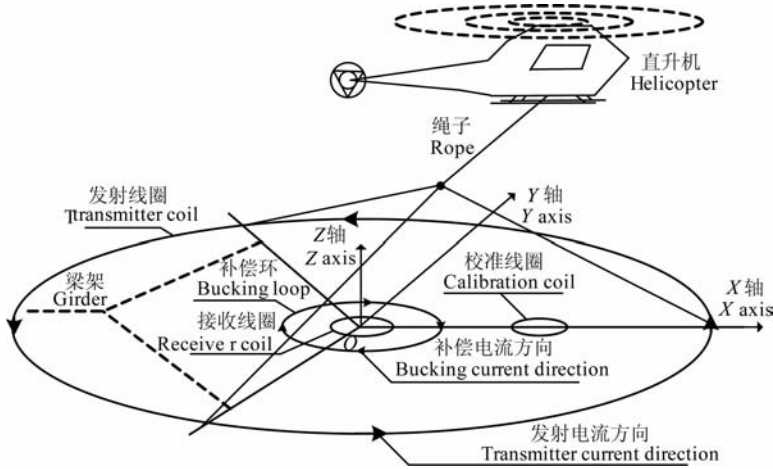 直升机
Helicopter
绳子
Rope
发射线圈
Ttransmitter coil
Y 轴
Y axis
Z轴
Z axis
校准线圈
Calibration coil
X 轴
X axis
梁架
Girder
补偿环
Bucking loop
接收线圈
Receive r coil
O
补偿电流方向
Bucking current direction
发射电流方向
Transmitter current direction